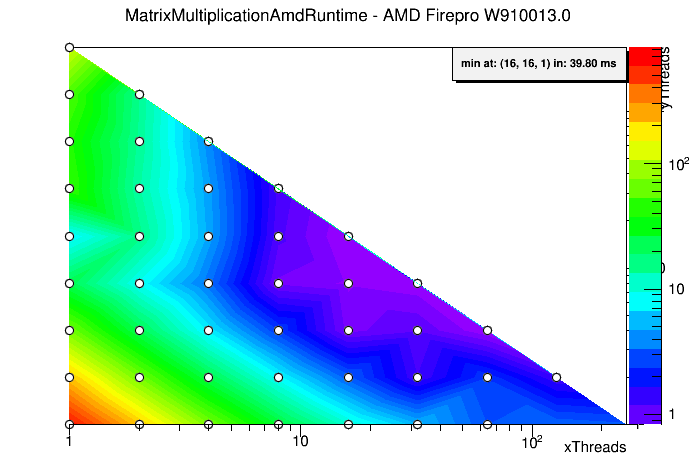 MatrixMultiplicationAmdRuntime - AMD Firepro W910013.0
min at: (16, 16, 1) in: 39.80 ms
yThreads
10²
10
1
1
10
10²
xThreads